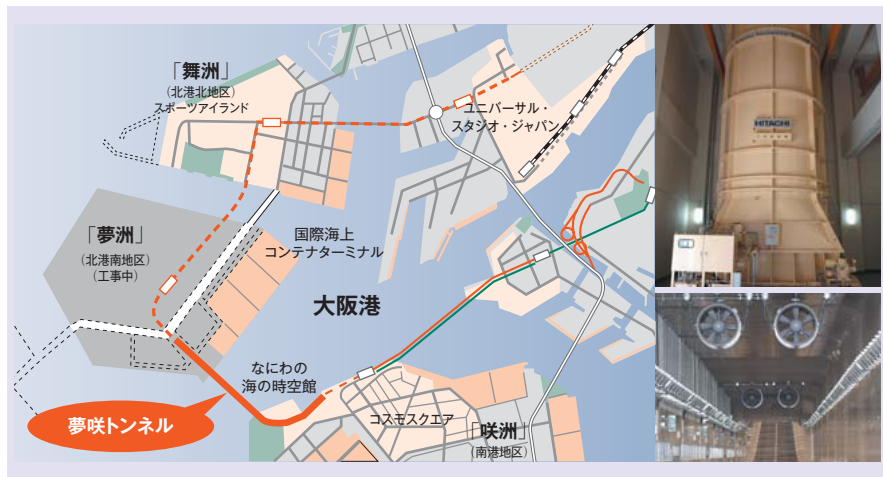 「舞洲」
(北港北地区)
スポーツアイランド
ユニバーサル・
スタジオ・ジャパン
「夢洲」
(北港南地区)
(工事中)
国際海上
コンテナターミナル
大阪港
なにわの
海の時空館
夢咲トンネル
コスモスクエア
「咲洲」
(南港地区)
HITACHI